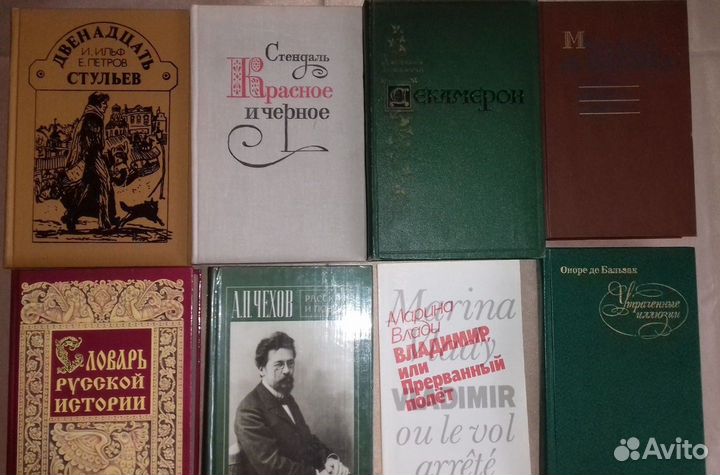 ДВЕНАДЦАТЬ
И. ИЛЬФ
Е. ПЕТРОВ
СТУЛЬЕВ
Стендаль
Красное
и черное
Декамерон
СЛОВАРЬ
РУССКОЙ
ИСТОРИИ
А.П.ЧЕХОВ
Марина
Влади
ВЛАДИМИР,
или
Прерванный
полёт
Marina
Vlady
VLADIMIR
ou le vol
arrêté
Оноре де Бальзак
Утраченные
иллюзии
Avito